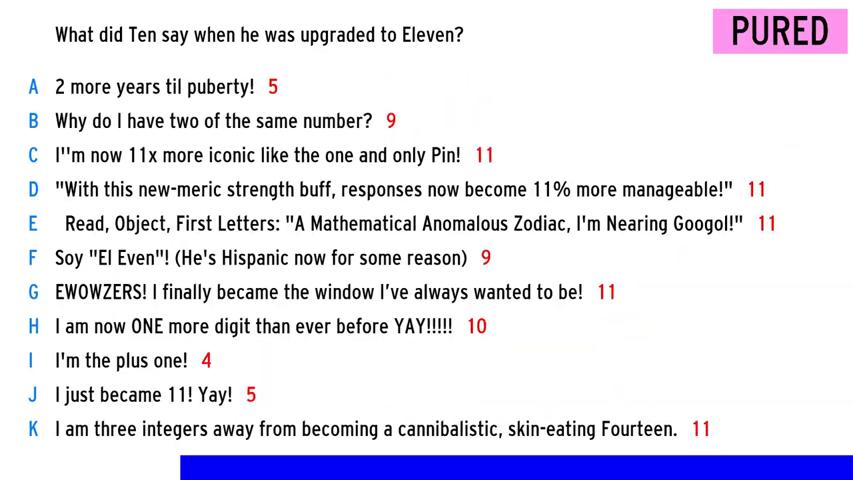 What did Ten say when he was upgraded to Eleven?
PURED
A 2 more years til puberty! 5
B Why do I have two of the same number? 9
C I''m now 11x more iconic like the one and only Pin! 11
D "With this new-meric strength buff, responses now become 11% more manageable!" 11
E Read, Object, First Letters: "A Mathematical Anomalous Zodiac, I'm Nearing Googol!" 11
F Soy "El Even"! (He's Hispanic now for some reason) 9
G EWOWZERS! I finally became the window I've always wanted to be! 11
H I am now ONE more digit than ever before YAY!!!!! 10
I I'm the plus one! 4
J I just became 11! Yay! 5
K I am three integers away from becoming a cannibalistic, skin-eating Fourteen. 11